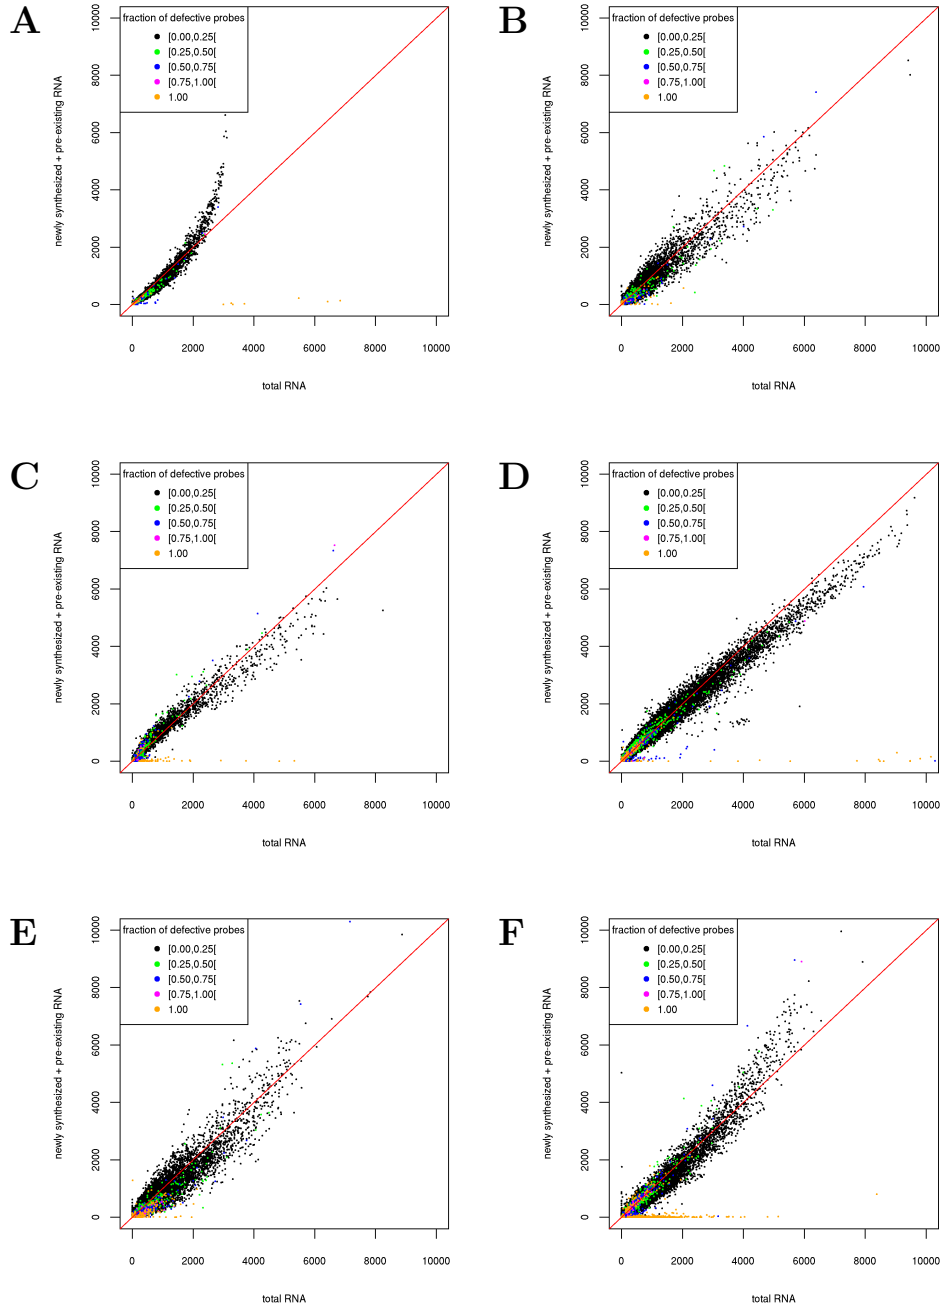 A
fraction of defective probes
[0.00,0.25[
[0.25,0.50[
[0.50,0.75[
[0.75,1.00[
1.00
newly synthesized + pre-existing RNA
0 2000 4000 6000 8000 10000
0 2000 4000 6000 8000 10000
total RNA
B
fraction of defective probes
[0.00,0.25[
[0.25,0.50[
[0.50,0.75[
[0.75,1.00[
1.00
newly synthesized + pre-existing RNA
0 2000 4000 6000 8000 10000
0 2000 4000 6000 8000 10000
total RNA
C
fraction of defective probes
[0.00,0.25[
[0.25,0.50[
[0.50,0.75[
[0.75,1.00[
1.00
newly synthesized + pre-existing RNA
0 2000 4000 6000 8000 10000
0 2000 4000 6000 8000 10000
total RNA
D
fraction of defective probes
[0.00,0.25[
[0.25,0.50[
[0.50,0.75[
[0.75,1.00[
1.00
newly synthesized + pre-existing RNA
0 2000 4000 6000 8000 10000
0 2000 4000 6000 8000 10000
total RNA
E
fraction of defective probes
[0.00,0.25[
[0.25,0.50[
[0.50,0.75[
[0.75,1.00[
1.00
newly synthesized + pre-existing RNA
0 2000 4000 6000 8000 10000
0 2000 4000 6000 8000 10000
total RNA
F
fraction of defective probes
[0.00,0.25[
[0.25,0.50[
[0.50,0.75[
[0.75,1.00[
1.00
newly synthesized + pre-existing RNA
0 2000 4000 6000 8000 10000
0 2000 4000 6000 8000 10000
total RNA